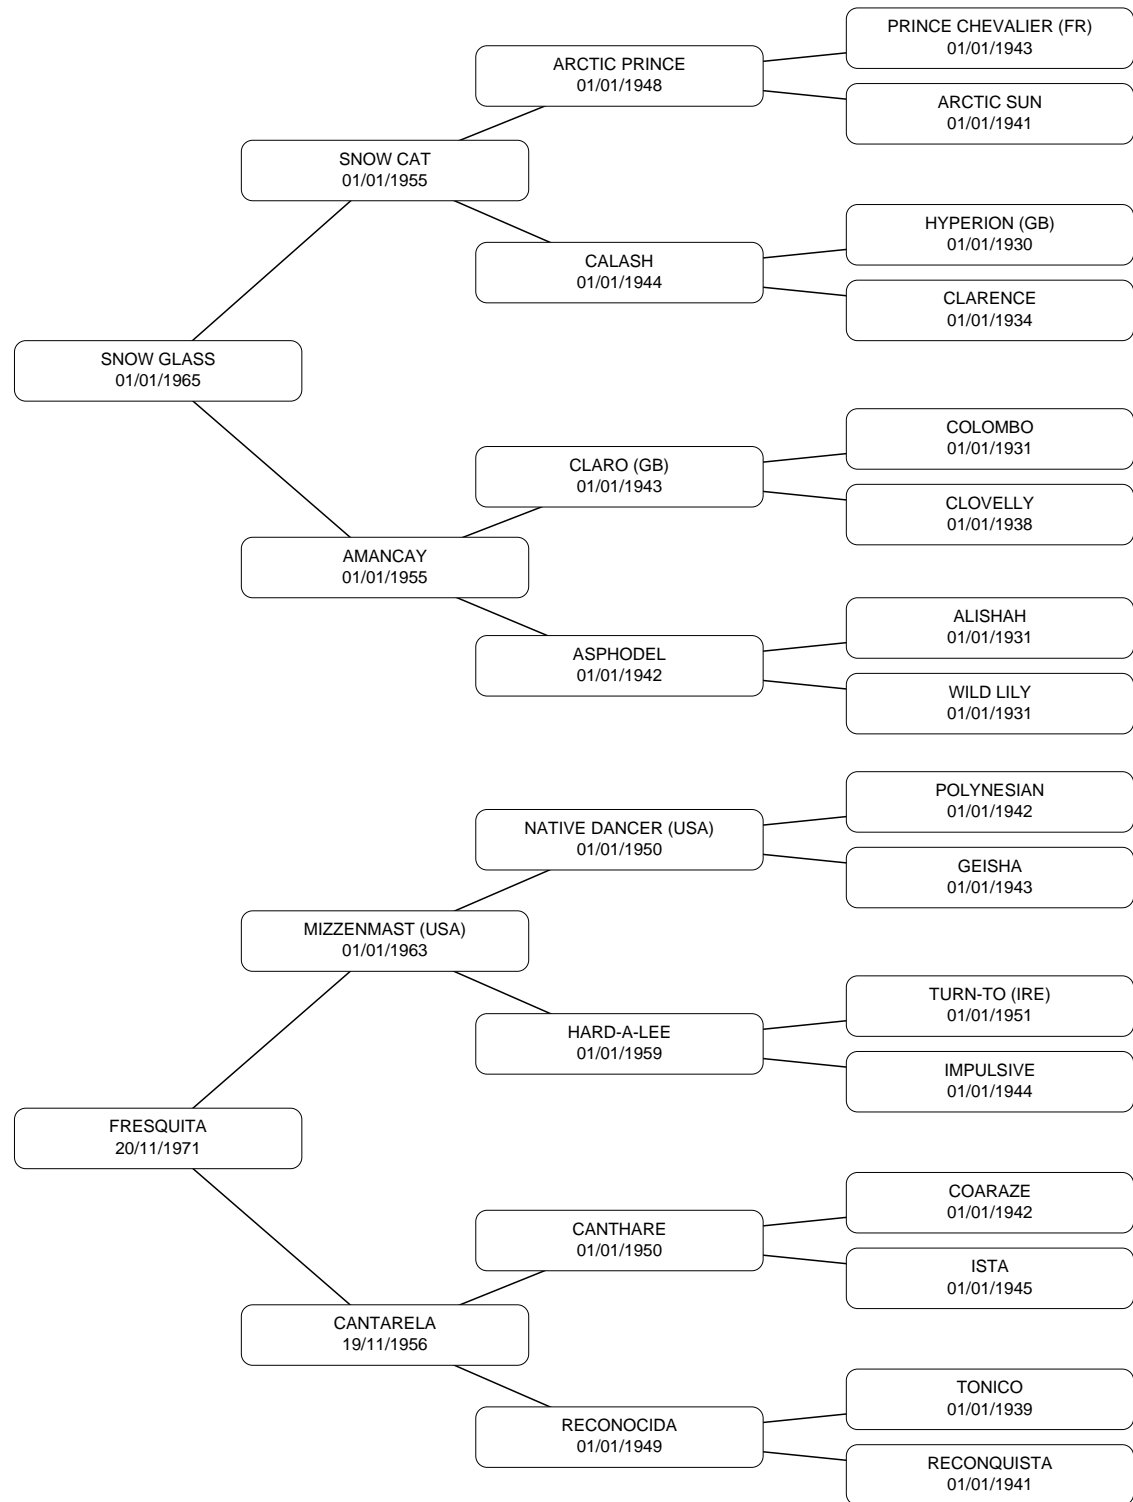 PRINCE CHEVALIER (FR)
01/01/1943
ARCTIC PRINCE
01/01/1948
ARCTIC SUN
01/01/1941
SNOW CAT
01/01/1955
HYPERION (GB)
01/01/1930
CALASH
01/01/1944
CLARENCE
01/01/1934
SNOW GLASS
01/01/1965
COLOMBO
01/01/1931
CLARO (GB)
01/01/1943
CLOVELLY
01/01/1938
AMANCAY
01/01/1955
ALISHAH
01/01/1931
ASPHODEL
01/01/1942
WILD LILY
01/01/1931
POLYNESIAN
01/01/1942
NATIVE DANCER (USA)
01/01/1950
GEISHA
01/01/1943
MIZZENMAST (USA)
01/01/1963
TURN-TO (IRE)
01/01/1951
HARD-A-LEE
01/01/1959
IMPULSIVE
01/01/1944
FRESQUITA
20/11/1971
COARAZE
01/01/1942
CANTHARE
01/01/1950
ISTA
01/01/1945
CANTARELA
19/11/1956
TONICO
01/01/1939
RECONOCIDA
01/01/1949
RECONQUISTA
01/01/1941